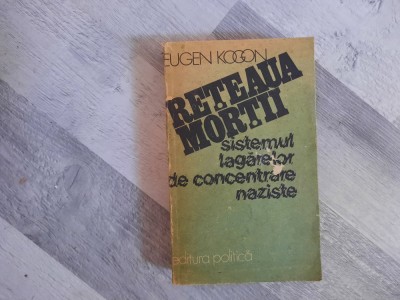 EUGEN KOGON
REȚEAUA
MORȚII
sistemul
lagărelor
de concentrare
naziste
editura politică